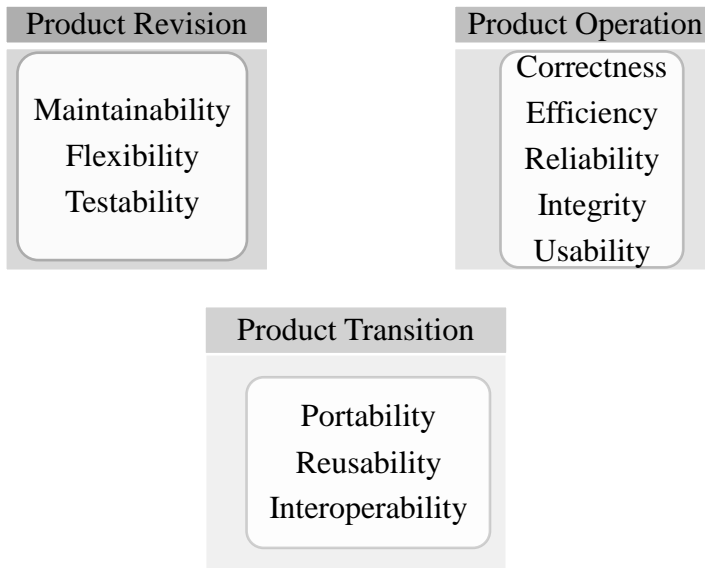 Product Revision
Maintainability
Flexibility
Testability
Product Operation
Correctness
Efficiency
Reliability
Integrity
Usability
Product Transition
Portability
Reusability
Interoperability